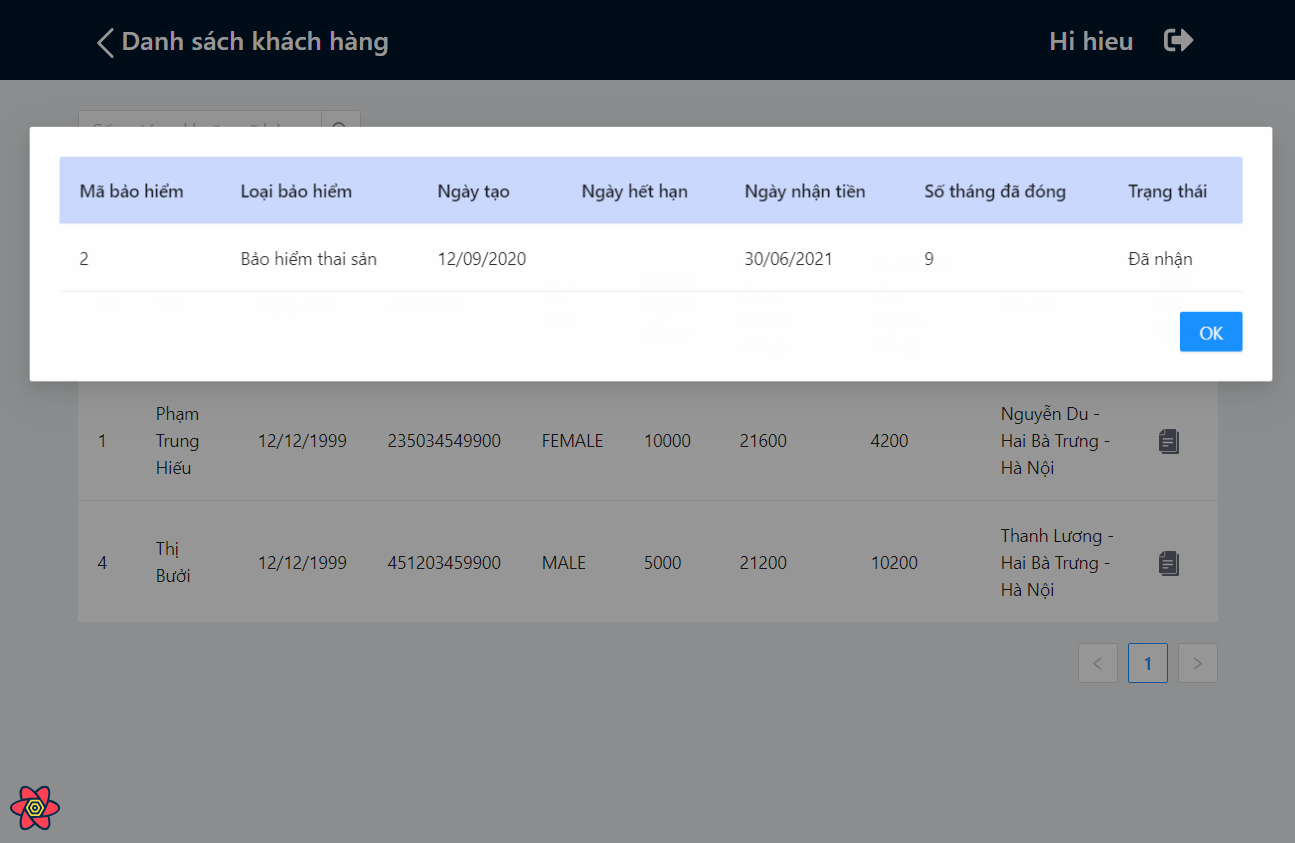 Danh sách khách hàng
Hi hieu
Mã bảo hiểm Loại bảo hiểm Ngày tạo Ngày hết hạn Ngày nhận tiền Số tháng đã đóng Trạng thái
2 Bảo hiểm thai sản 12/09/2020 30/06/2021 9 Đã nhận
OK
1 Phạm Trung Hiếu 12/12/1999 235034549900 FEMALE 10000 21600 4200 Nguyễn Du - Hai Bà Trưng - Hà Nội
4 Thị Bưởi 12/12/1999 451203459900 MALE 5000 21200 10200 Thanh Lương - Hai Bà Trưng - Hà Nội
< 1 >